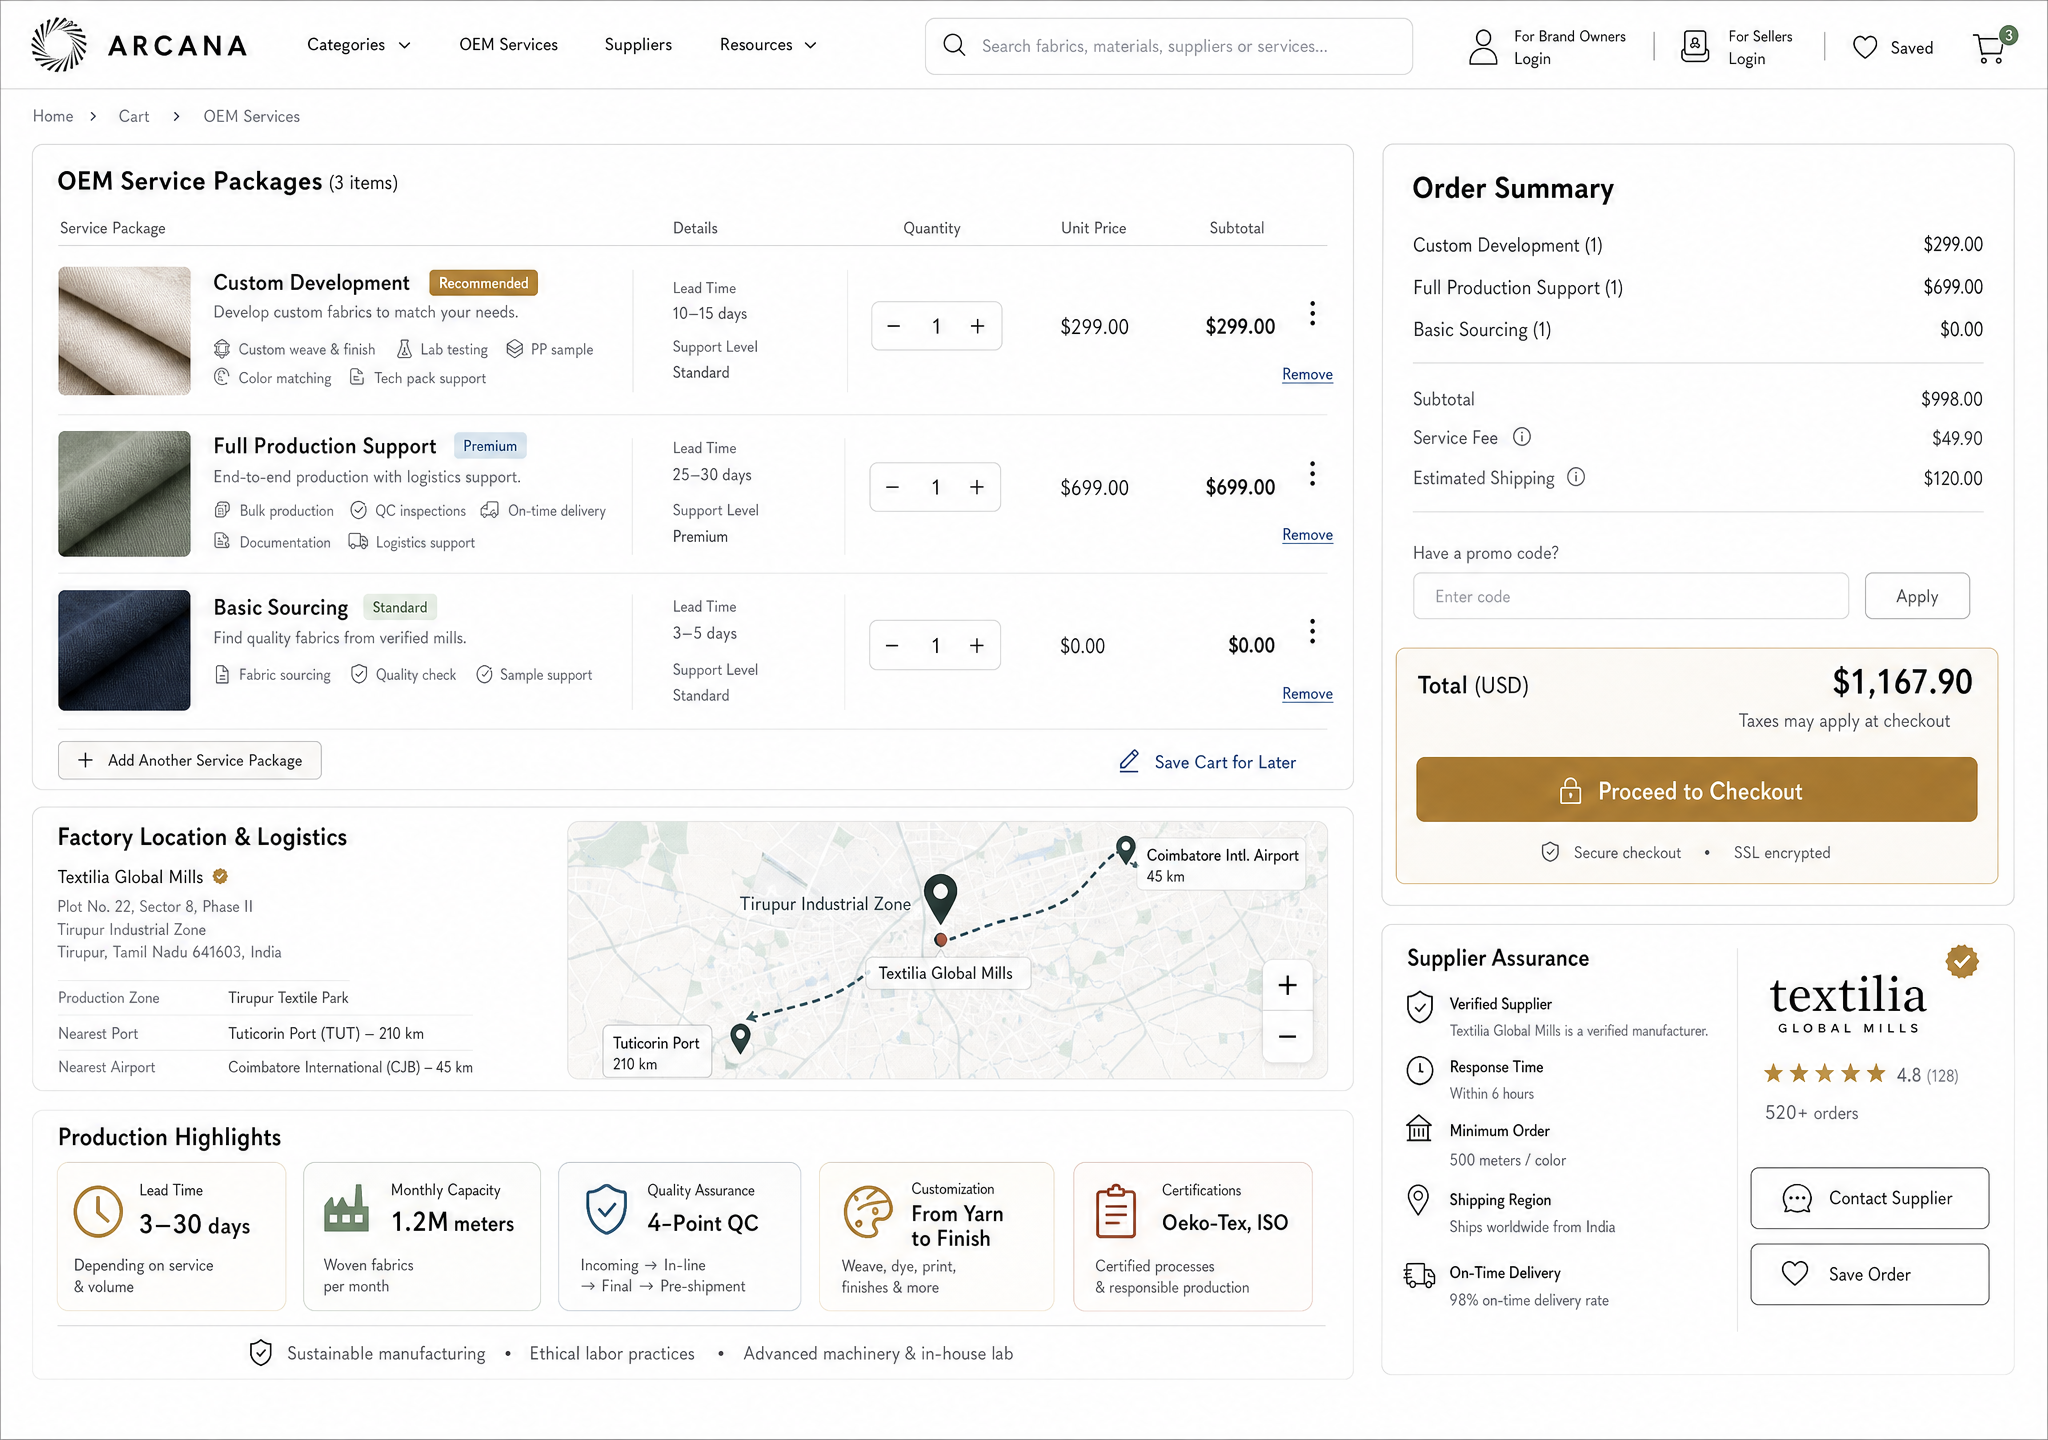 ARCANA
Categories
OEM Services
Suppliers
Resources
Search fabrics, materials, suppliers or services...
For Brand Owners
Login
For Sellers
Login
Saved
3
Home > Cart > OEM Services
OEM Service Packages (3 items)
Service Package
Details
Quantity
Unit Price
Subtotal
Custom Development
Recommended
Develop custom fabrics to match your needs.
Custom weave & finish
Lab testing
PP sample
Color matching
Tech pack support
Lead Time
10–15 days
Support Level
Standard
− 1 +
$299.00
$299.00
Remove
Full Production Support
Premium
End-to-end production with logistics support.
Bulk production
QC inspections
On-time delivery
Documentation
Logistics support
Lead Time
25–30 days
Support Level
Premium
− 1 +
$699.00
$699.00
Remove
Basic Sourcing
Standard
Find quality fabrics from verified mills.
Fabric sourcing
Quality check
Sample support
Lead Time
3–5 days
Support Level
Standard
− 1 +
$0.00
$0.00
Remove
+ Add Another Service Package
Save Cart for Later
Order Summary
Custom Development (1) $299.00
Full Production Support (1) $699.00
Basic Sourcing (1) $0.00
Subtotal $998.00
Service Fee $49.90
Estimated Shipping $120.00
Have a promo code?
Enter code
Apply
Total (USD) $1,167.90
Taxes may apply at checkout
Proceed to Checkout
Secure checkout • SSL encrypted
Factory Location & Logistics
Textilia Global Mills
Plot No. 22, Sector 8, Phase II
Tirupur Industrial Zone
Tirupur, Tamil Nadu 641603, India
Production Zone Tirupur Textile Park
Nearest Port Tuticorin Port (TUT) – 210 km
Nearest Airport Coimbatore International (CJB) – 45 km
Coimbatore Intl. Airport
45 km
Tirupur Industrial Zone
Textilia Global Mills
Tuticorin Port
210 km
+
−
Supplier Assurance
Verified Supplier
Textilia Global Mills is a verified manufacturer.
Response Time
Within 6 hours
Minimum Order
500 meters / color
Shipping Region
Ships worldwide from India
On-Time Delivery
98% on-time delivery rate
textilia
GLOBAL MILLS
4.8 (128)
520+ orders
Contact Supplier
Save Order
Production Highlights
Lead Time
3–30 days
Depending on service
& volume
Monthly Capacity
1.2M meters
Woven fabrics
per month
Quality Assurance
4-Point QC
Incoming → In-line
→ Final → Pre-shipment
Customization
From Yarn
to Finish
Weave, dye, print,
finishes & more
Certifications
Oeko-Tex, ISO
Certified processes
& responsible production
Sustainable manufacturing • Ethical labor practices • Advanced machinery & in-house lab